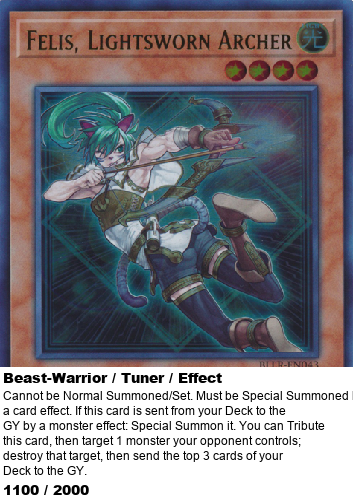 Felis, Lightsworn Archer
光
BLLR-EN043
Beast-Warrior / Tuner / Effect
Cannot be Normal Summoned/Set. Must be Special Summoned
a card effect. If this card is sent from your Deck to the
GY by a monster effect: Special Summon it. You can Tribute
this card, then target 1 monster your opponent controls;
destroy that target, then send the top 3 cards of your
Deck to the GY.
1100 / 2000